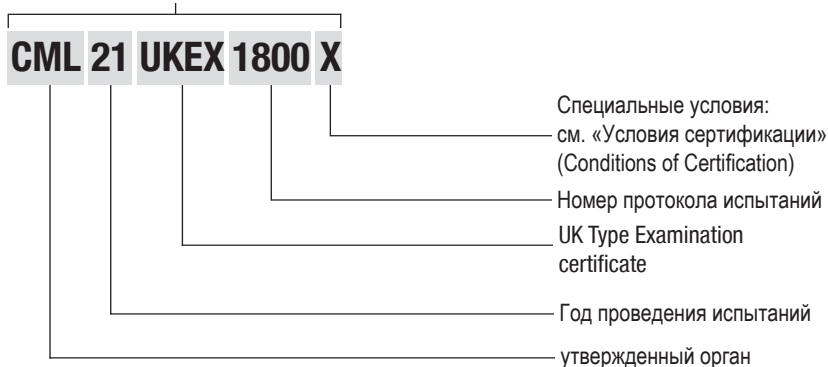 CML 21 UKEX 1800 X
Специальные условия:
см. «Условия сертификации»
(Conditions of Certification)
Номер протокола испытаний
UK Type Examination
certificate
Год проведения испытаний
утвержденный орган